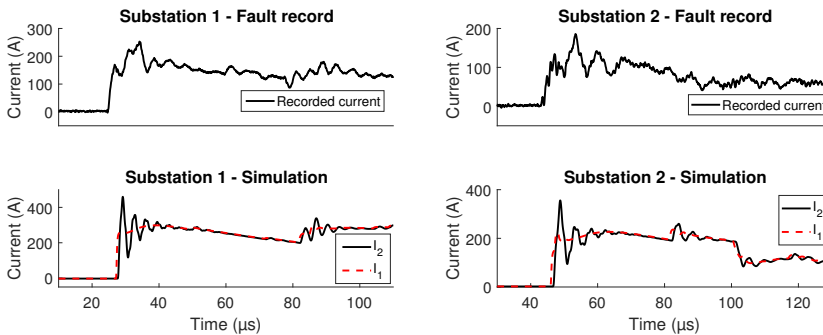 Substation 1 - Fault record
300
200
100
0
Current (A)
Recorded current
Substation 2 - Fault record
200
100
0
Current (A)
Recorded current
Substation 1 - Simulation
400
200
0
Current (A)
I₂
I₁
20
40
60
80
100
Time (µs)
Substation 2 - Simulation
400
200
0
Current (A)
I₂
I₁
40
60
80
100
120
Time (µs)